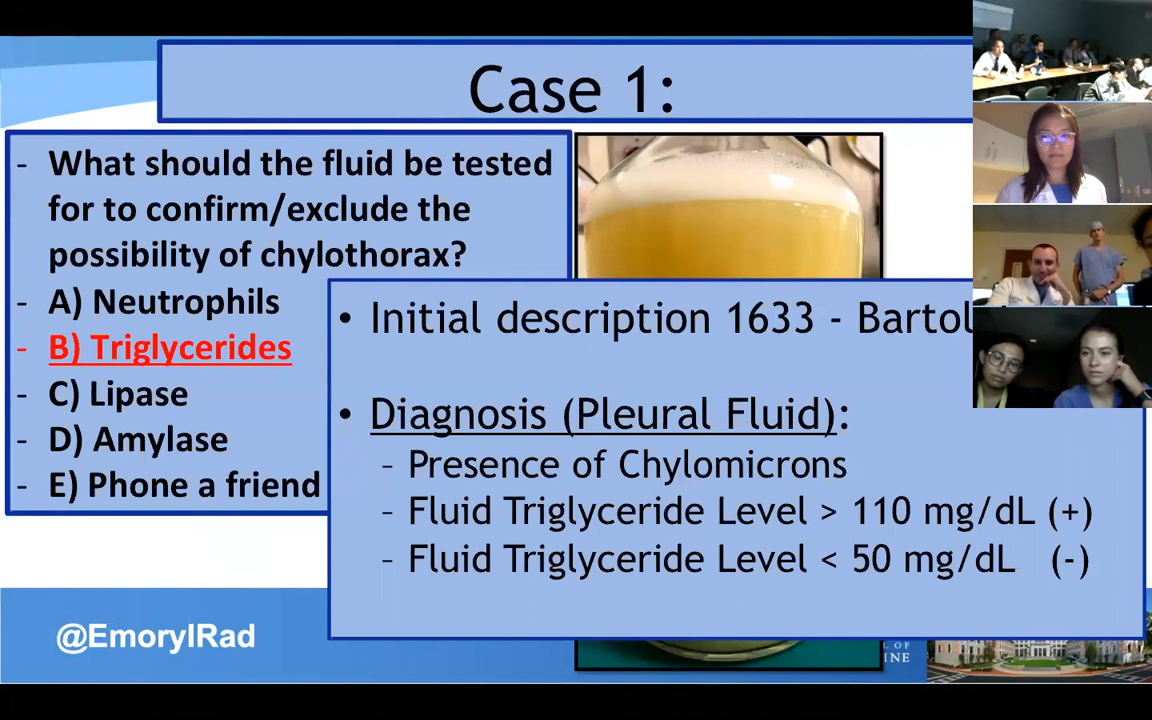 Case 1:
- What should the fluid be tested
for to confirm/exclude the
possibility of chylothorax?
- A) Neutrophils
- B) Triglycerides
- C) Lipase
- D) Amylase
- E) Phone a friend
• Initial description 1633 -
• Diagnosis (Pleural Fluid):
– Presence of Chylomicrons
– Fluid Triglyceride Level > 110 mg/dL (+)
– Fluid Triglyceride Level < 50 mg/dL (-)
@EmoryIRad